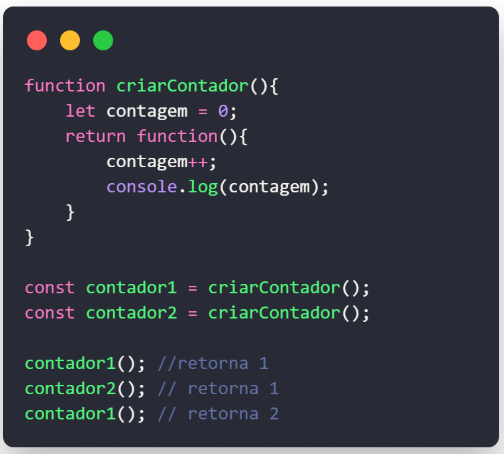 function criarContador(){
    let contagem = 0;
    return function(){
        contagem++;
        console.log(contagem);
    }
}

const contador1 = criarContador();
const contador2 = criarContador();

contador1(); //retorna 1
contador2(); // retorna 1
contador1(); // retorna 2